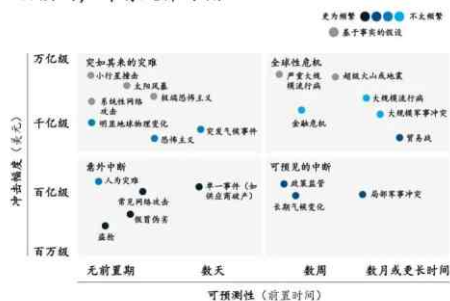 更为频繁 不太频繁
基于事实的假设
冲击幅度（美元）
万亿级
千亿级
百亿级
百万级
突如其来的灾难
小行星撞击
太阳风暴
极端恐怖主义
系统性网络
攻击
明显地球物理变化
恐怖主义
突发气候事件
全球性危机
严重大规
模流行病
超级火山或地震
大规模流行病
金融危机
大规模军事冲突
贸易战
意外中断
人为灾难
常见网络攻击
单一事件（如
供应商破产）
假冒伪害
盗抢
可预见的中断
政策监管
长期气候变化
局部军事冲突
无前置期 数天 数周 数月或更长时间
可预测性（前置时间）